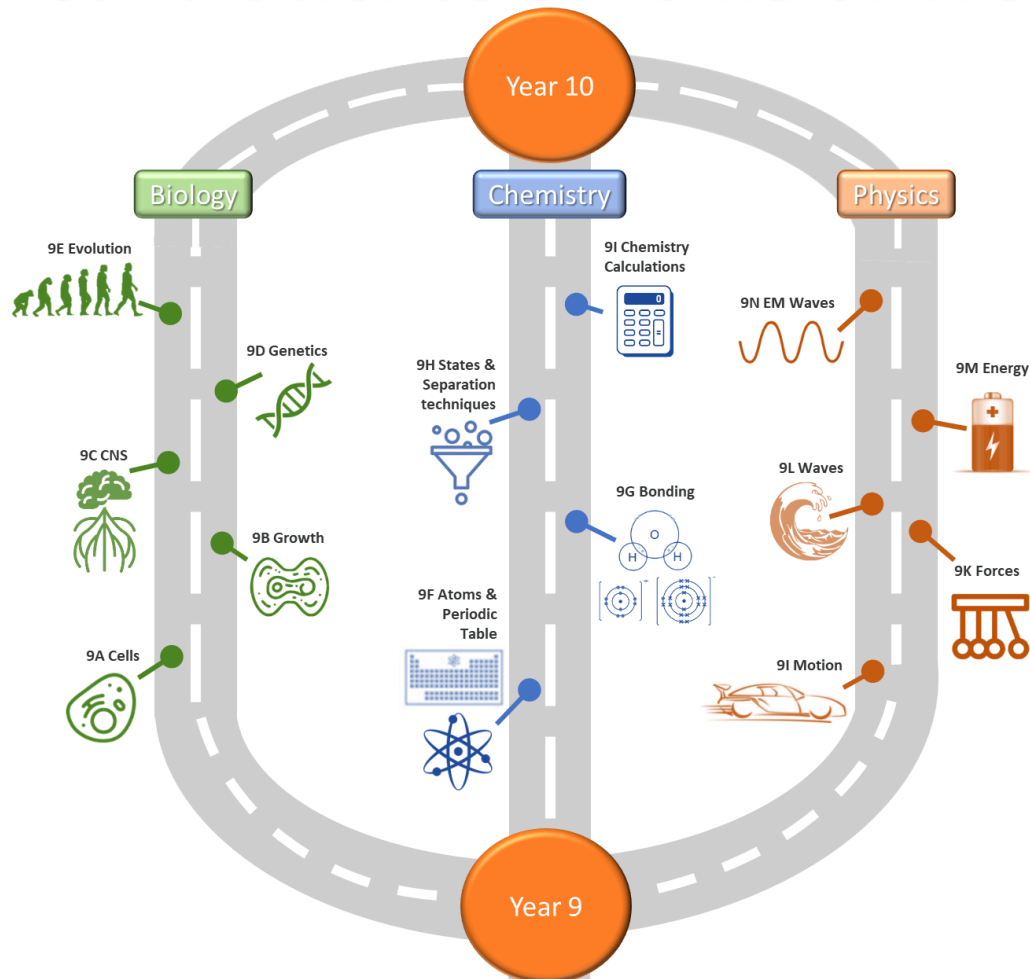 Year 10
Biology
Chemistry
Physics
9E Evolution
9D Genetics
9C CNS
9B Growth
9A Cells
9I Chemistry
Calculations
0
=
9H States &
Separation
techniques
9G Bonding
O
H
H
9F Atoms &
Periodic
Table
9N EM Waves
9M Energy
9L Waves
9K Forces
9I Motion
Year 9